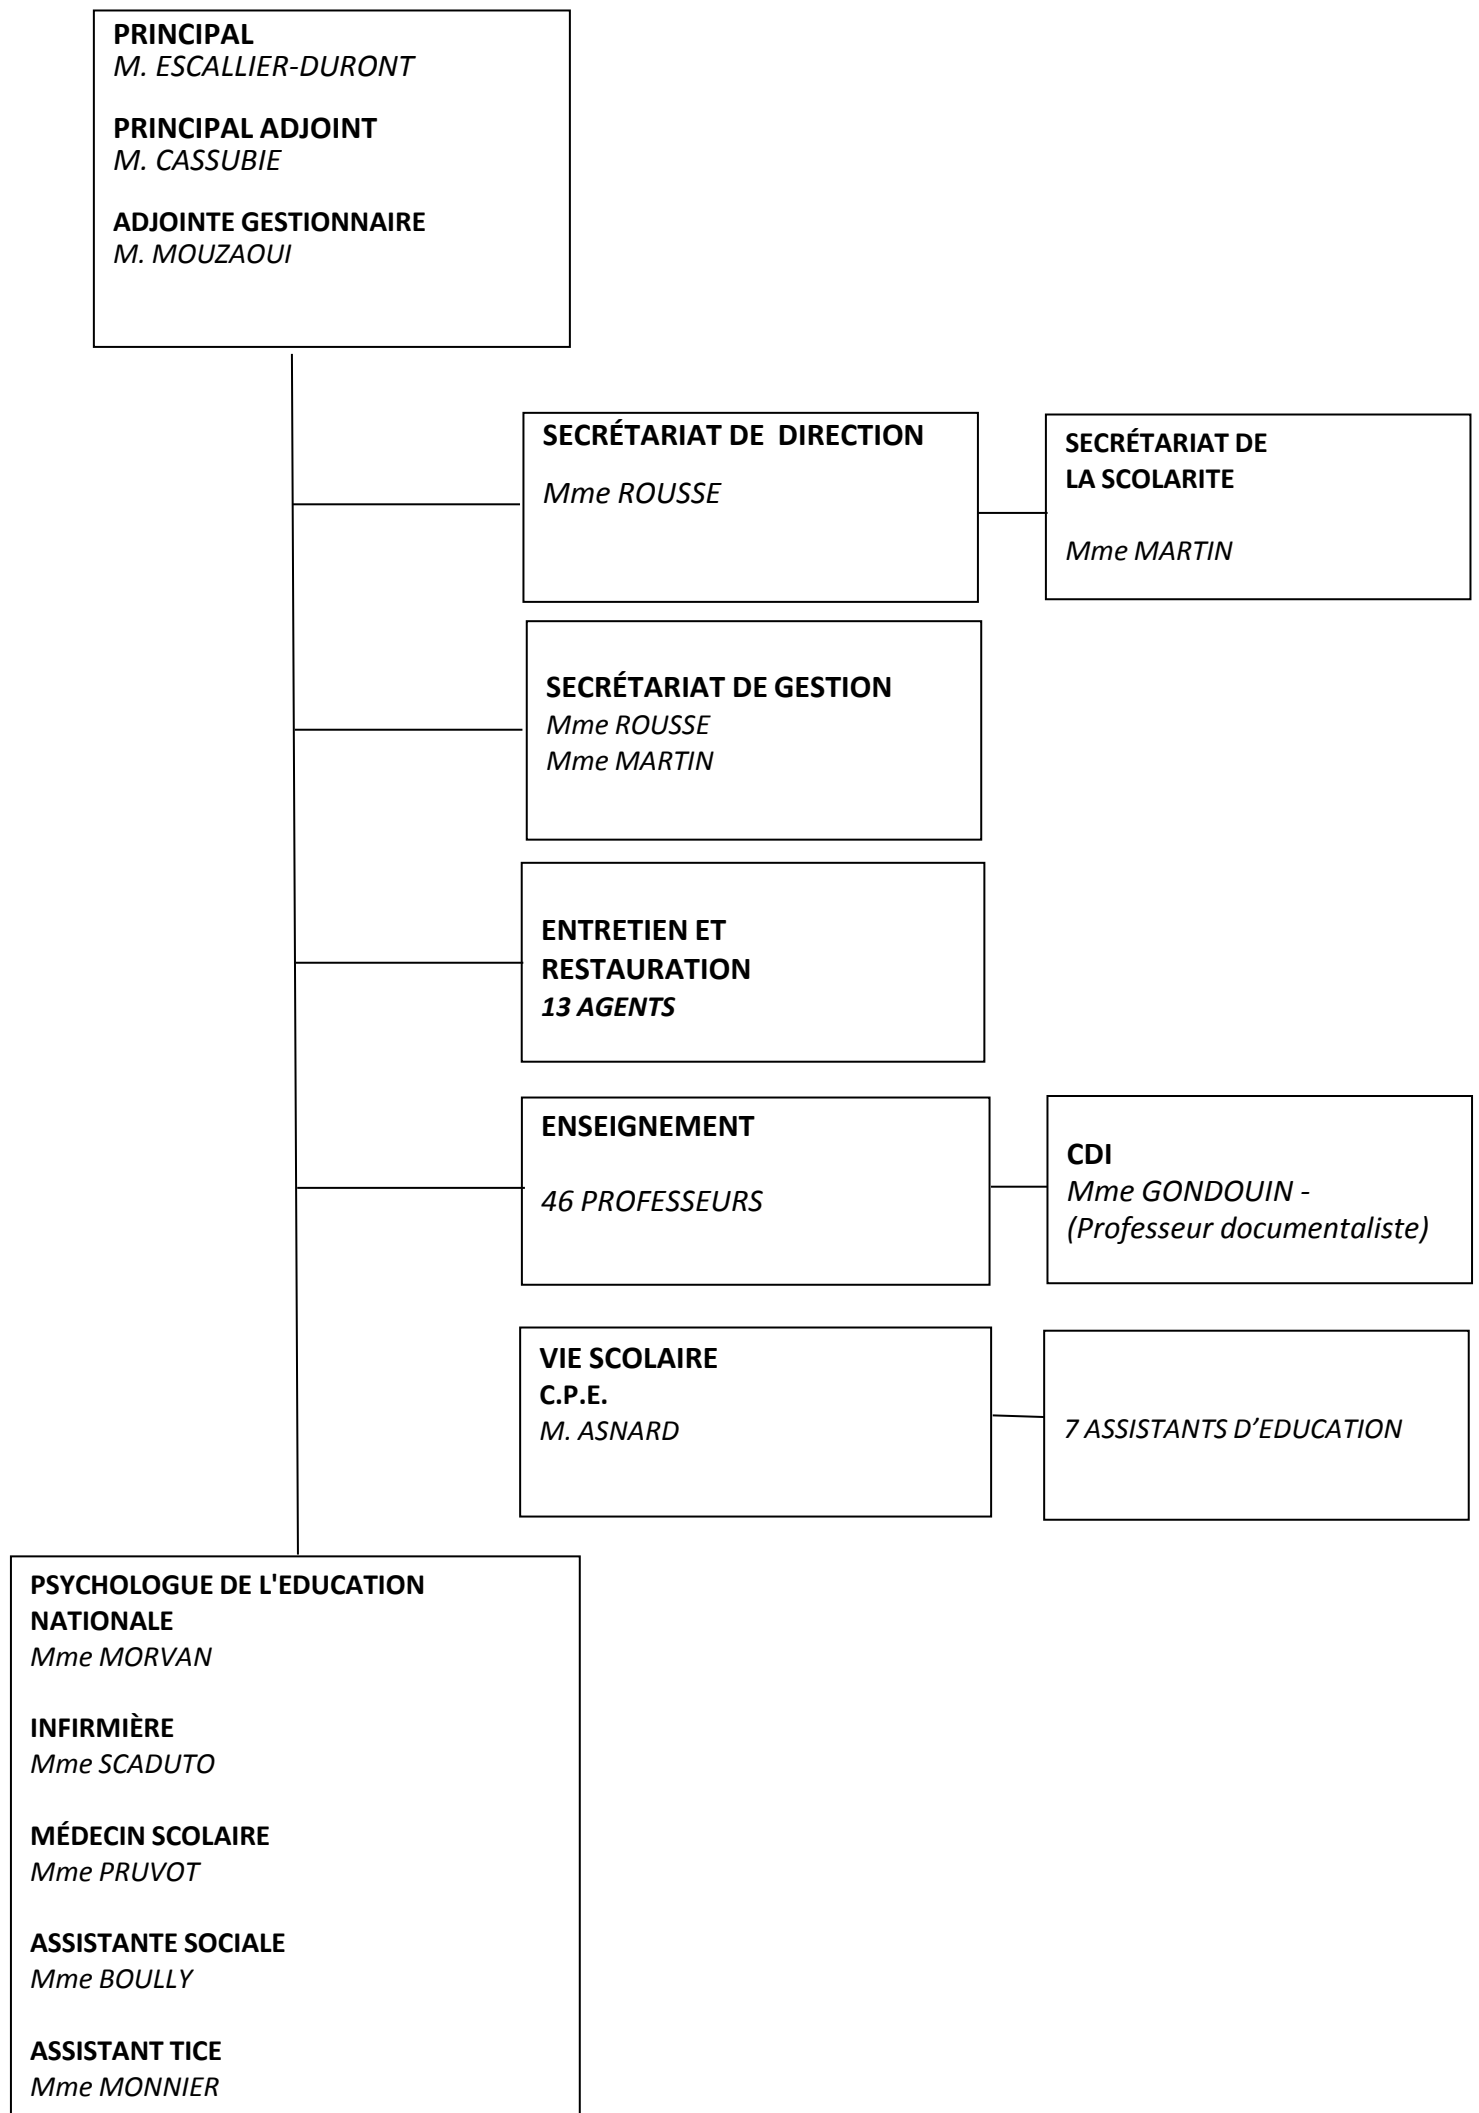 PRINCIPAL
M. ESCALLIER-DURONT
PRINCIPAL ADJOINT
M. CASSUBIE
ADJOINTE GESTIONNAIRE
M. MOUZAOUI
SECRÉTARIAT DE DIRECTION
Mme ROUSSE
SECRÉTARIAT DE
LA SCOLARITE
Mme MARTIN
SECRÉTARIAT DE GESTION
Mme ROUSSE
Mme MARTIN
ENTRETIEN ET
RESTAURATION
13 AGENTS
ENSEIGNEMENT
46 PROFESSEURS
CDI
Mme GONDOUIN -
(Professeur documentaliste)
VIE SCOLAIRE
C.P.E.
M. ASNARD
7 ASSISTANTS D’EDUCATION
PSYCHOLOGUE DE L'EDUCATION
NATIONALE
Mme MORVAN
INFIRMIÈRE
Mme SCADUTO
MÉDECIN SCOLAIRE
Mme PRUVOT
ASSISTANTE SOCIALE
Mme BOULLY
ASSISTANT TICE
Mme MONNIER